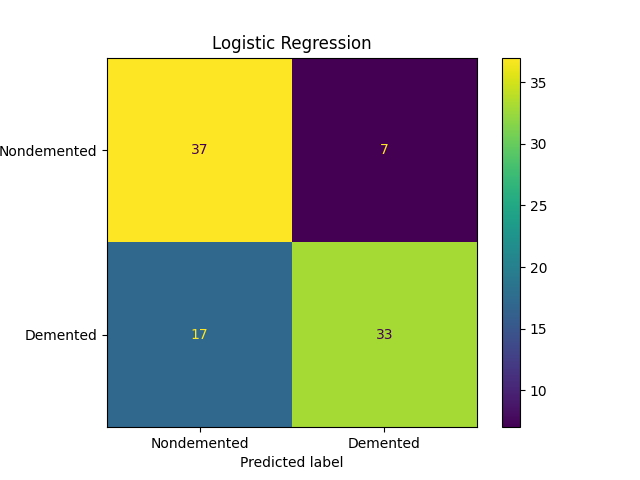 Logistic Regression
Nondemented
37
7
Demented
17
33
Nondemented
Demented
Predicted label
35
30
25
20
15
10